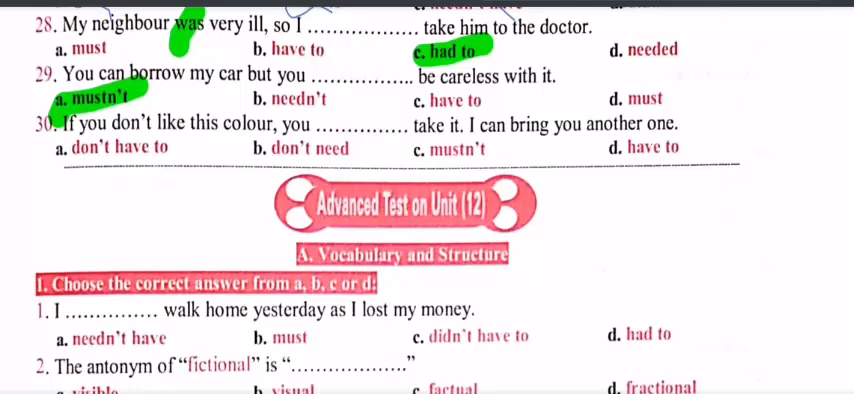 28. My neighbour was very ill, so I .................. take him to the doctor.
a. must b. have to c. had to d. needed
29. You can borrow my car but you ................ be careless with it.
a. mustn't b. needn't c. have to d. must
30. If you don't like this colour, you ............... take it. I can bring you another one.
a. don't have to b. don't need c. mustn't d. have to
Advanced Test on Unit (12)
A. Vocabulary and Structure
1. Choose the correct answer from a, b, c or d:
1. I ............... walk home yesterday as I lost my money.
a. needn't have b. must c. didn't have to d. had to
2. The antonym of "fictional" is "...................."
a. visible b. visual c. factual d. fractional